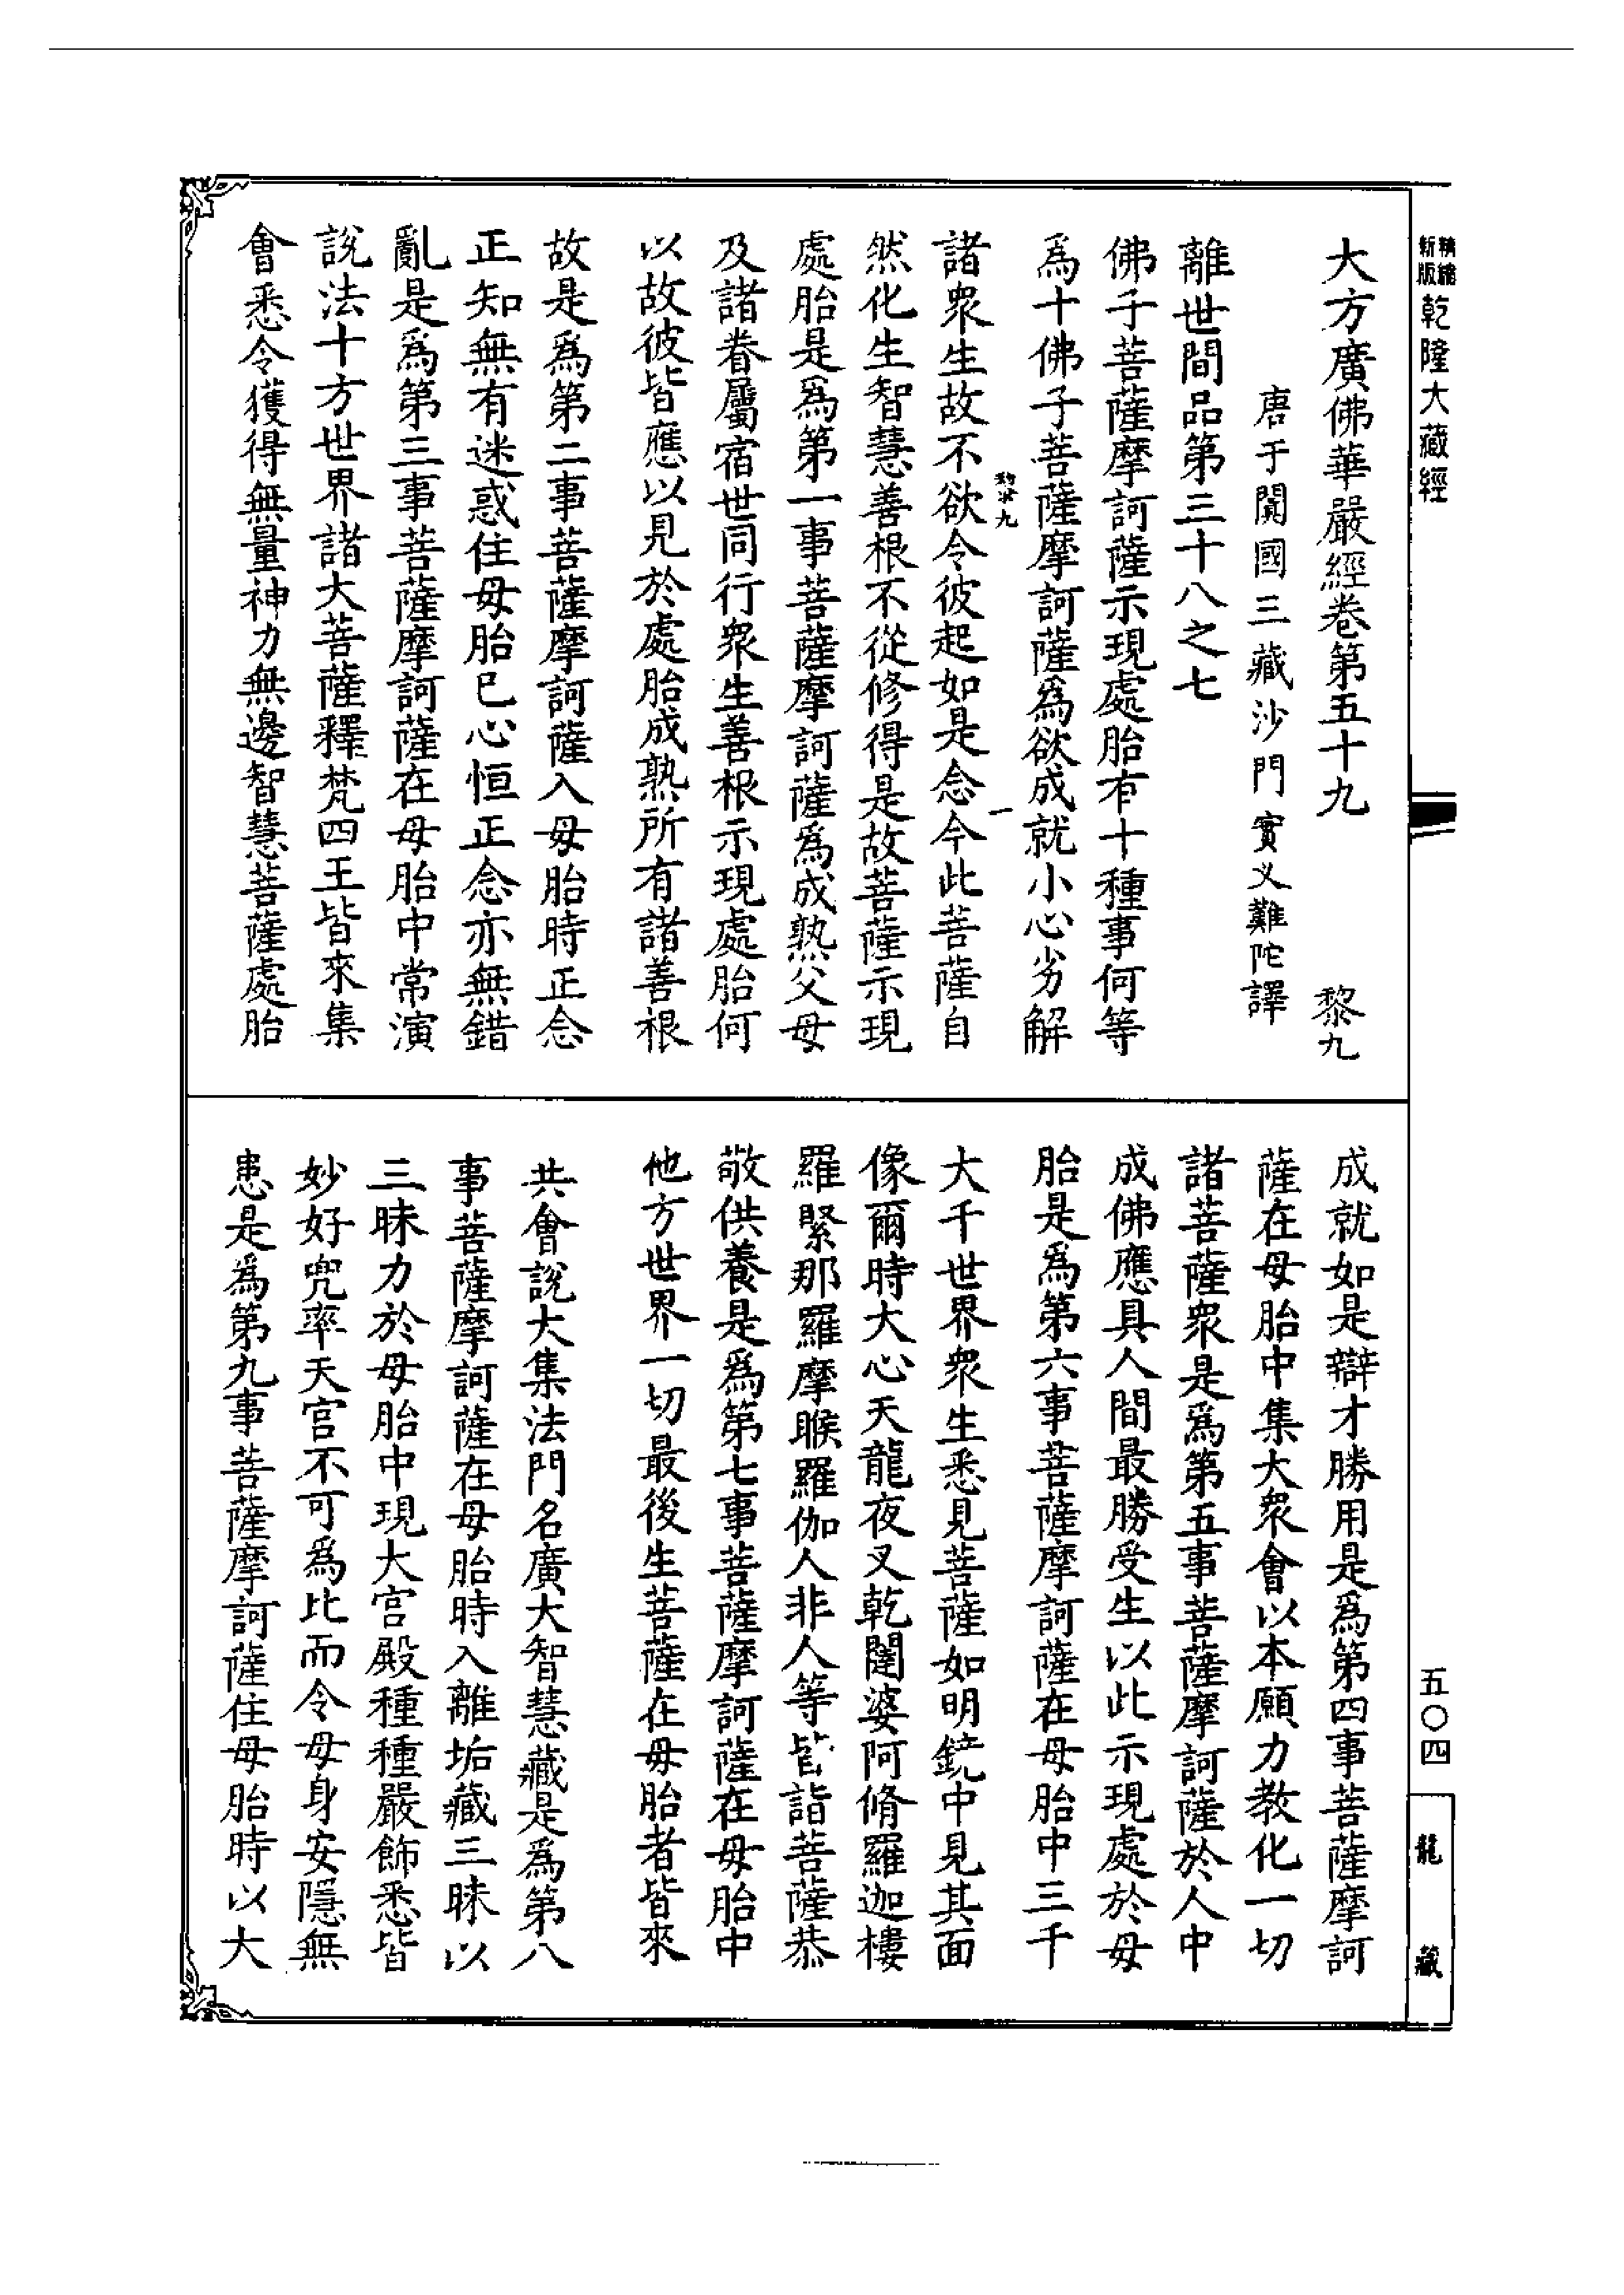 精縮新版乾隆大藏經
大方廣佛華嚴經卷第五十九 黎九
唐于闐國三藏沙門實叉難陀譯
離世間品第三十八之七
佛子菩薩摩訶薩示現處胎有十種事何等
為十佛子菩薩摩訶薩為欲成就小心劣解
諸衆生故不欲令彼起如是念今此菩薩自
然化生智慧善根不從修得是故菩薩示現
處胎是為第一事菩薩摩訶薩為成熟父母
及諸眷屬宿世同行衆生善根示現處胎何
以故彼皆應以見於處胎成熟所有諸善根
故是為第二事菩薩摩訶薩入母胎時正念
正知無有迷惑住母胎已心恒正念亦無錯
亂是為第三事菩薩摩訶薩在母胎中常演
說法十方世界諸大菩薩釋梵四王皆來集
會悉令獲得無量神力無邊智慧菩薩處胎
成就如是辯才勝用是為第四事菩薩摩訶
薩在母胎中集大衆會以本願力教化一切
諸菩薩衆是為第五事菩薩摩訶薩於人中
成佛應具人間最勝受生以此示現處於母
胎是為第六事菩薩摩訶薩在母胎中三千
大千世界衆生悉見菩薩如明鏡中見其面
像爾時大心天龍夜叉乾闥婆阿脩羅迦樓
羅緊那羅摩睺羅伽人非人等皆詣菩薩恭
敬供養是為第七事菩薩摩訶薩在母胎中
他方世界一切最後生菩薩在母胎者皆來
共會說大集法門名廣大智慧藏是為第八
事菩薩摩訶薩在母胎時入離垢藏三昧以
三昧力於母胎中現大宮殿種種嚴飾悉皆
妙好兜率天宮不可為比而令母身安隱無
患是為第九事菩薩摩訶薩住母胎時以大
五〇四
龍藏